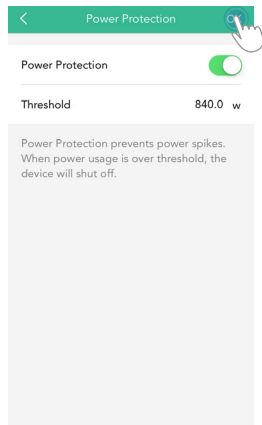 Power Protection
Power Protection
Threshold 840.0 w
Power Protection prevents power spikes.
When power usage is over threshold, the
device will shut off.